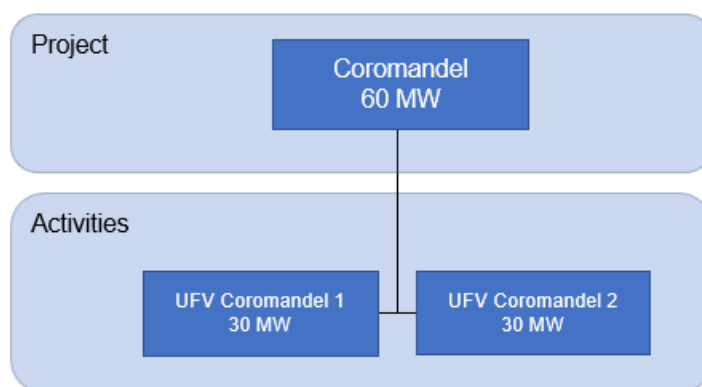 Project
Coromandel
60 MW
Activities
UFV Coromandel 1
30 MW
UFV Coromandel 2
30 MW